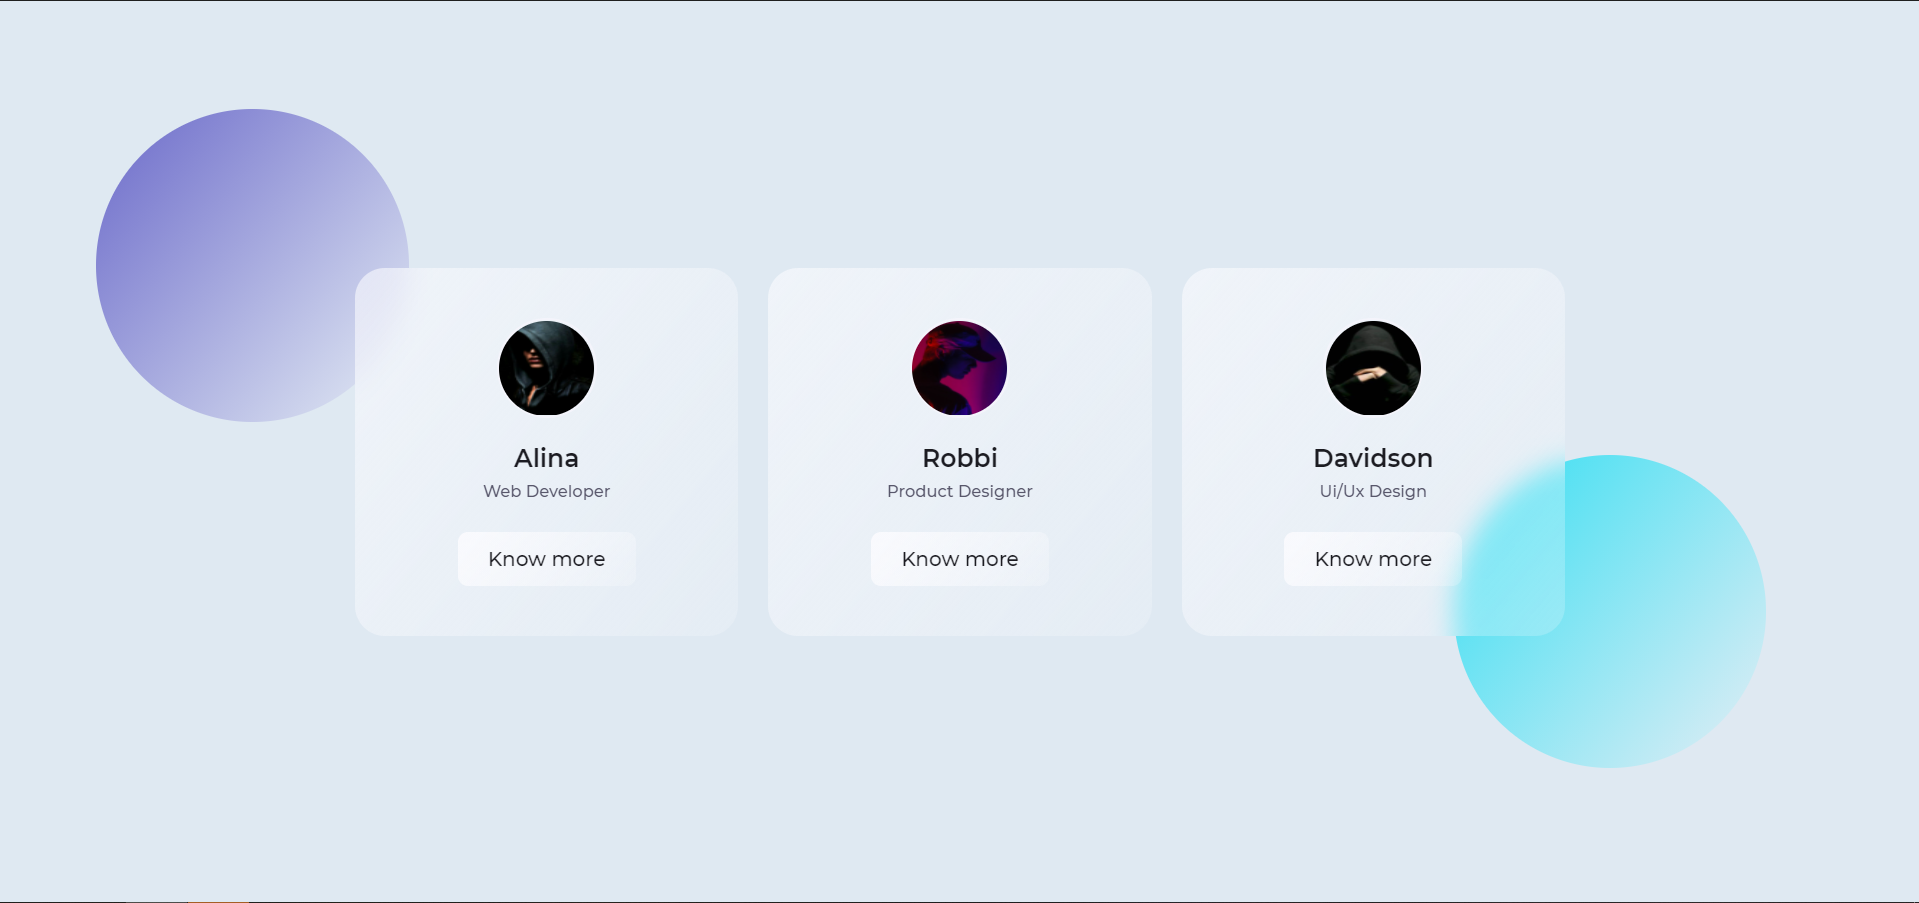 Alina
Web Developer
Know more
Robbi
Product Designer
Know more
Davidson
Ui/Ux Design
Know more